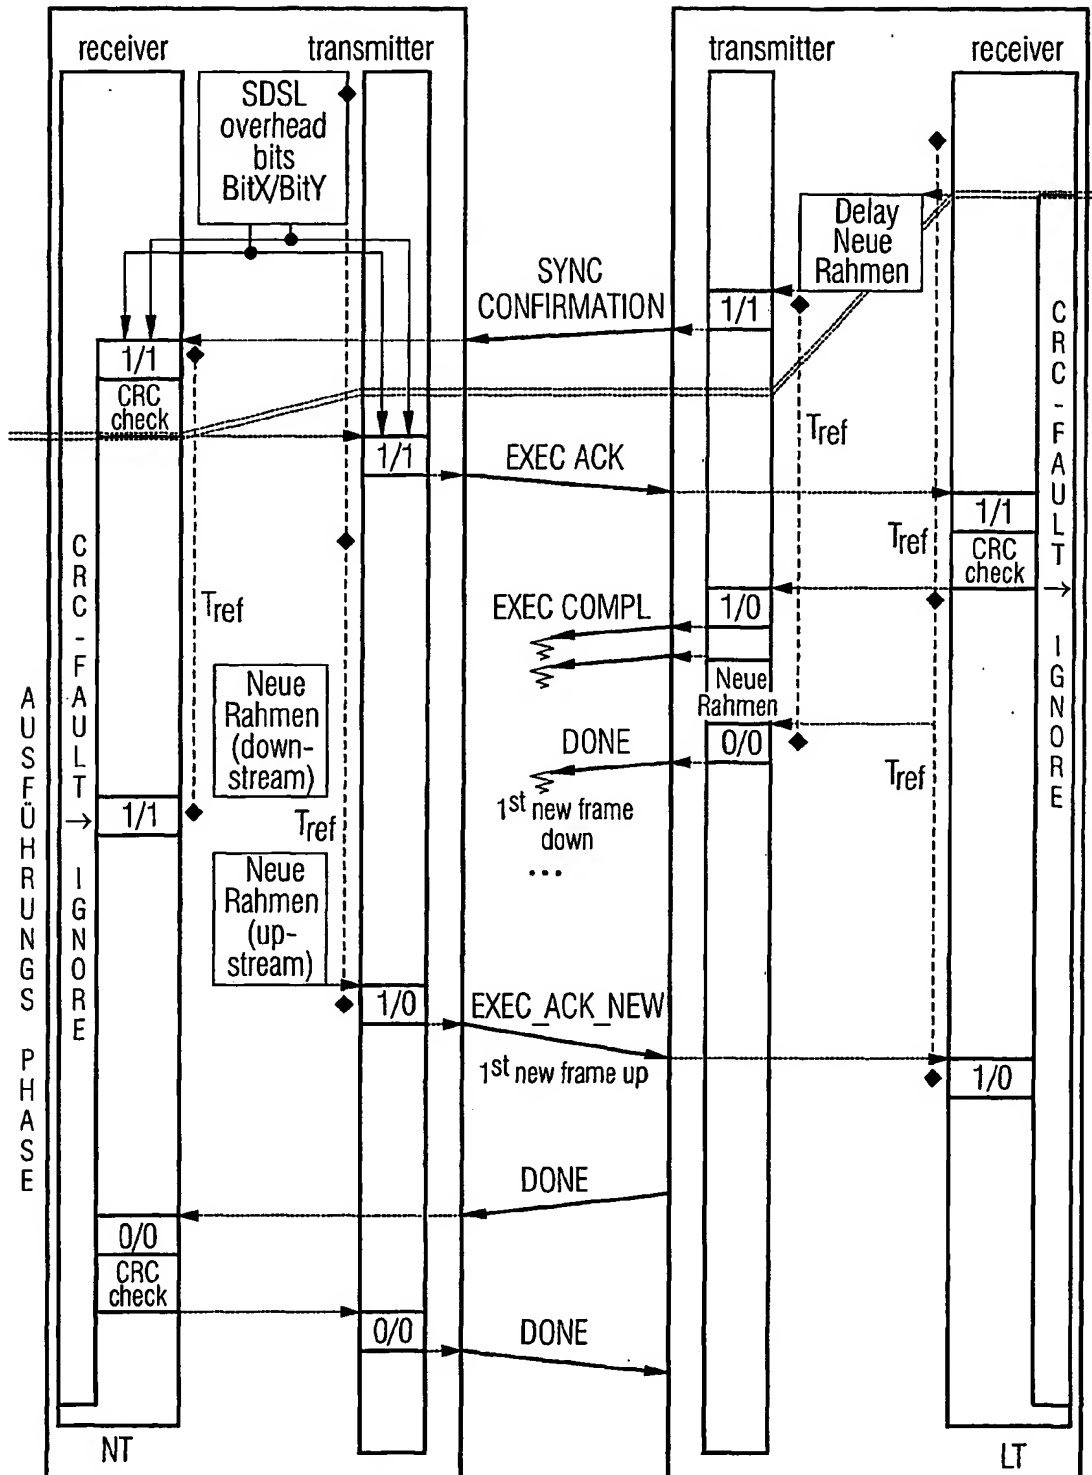 receiver
transmitter
transmitter
receiver
SDSL
overhead
bits
BitX/BitY
Delay
Neue
Rahmen
SYNC
CONFIRMATION
1/1
1/1
CRC
check
Tref
1/1
EXEC ACK
1/1
CRC
check
Tref
CRC-FAULT → IGNORE
CRC-FAULT → IGNORE
AUSFÜHRUNGS PHASE
Tref
EXEC COMPL
1/0
Neue
Rahmen
(down-
stream)
Neue
Rahmen
DONE
0/0
Tref
1st new frame
down
...
1/1
Tref
Neue
Rahmen
(up-
stream)
1/0
EXEC_ACK_NEW
1st new frame up
1/0
DONE
0/0
CRC
check
0/0
DONE
NT
LT